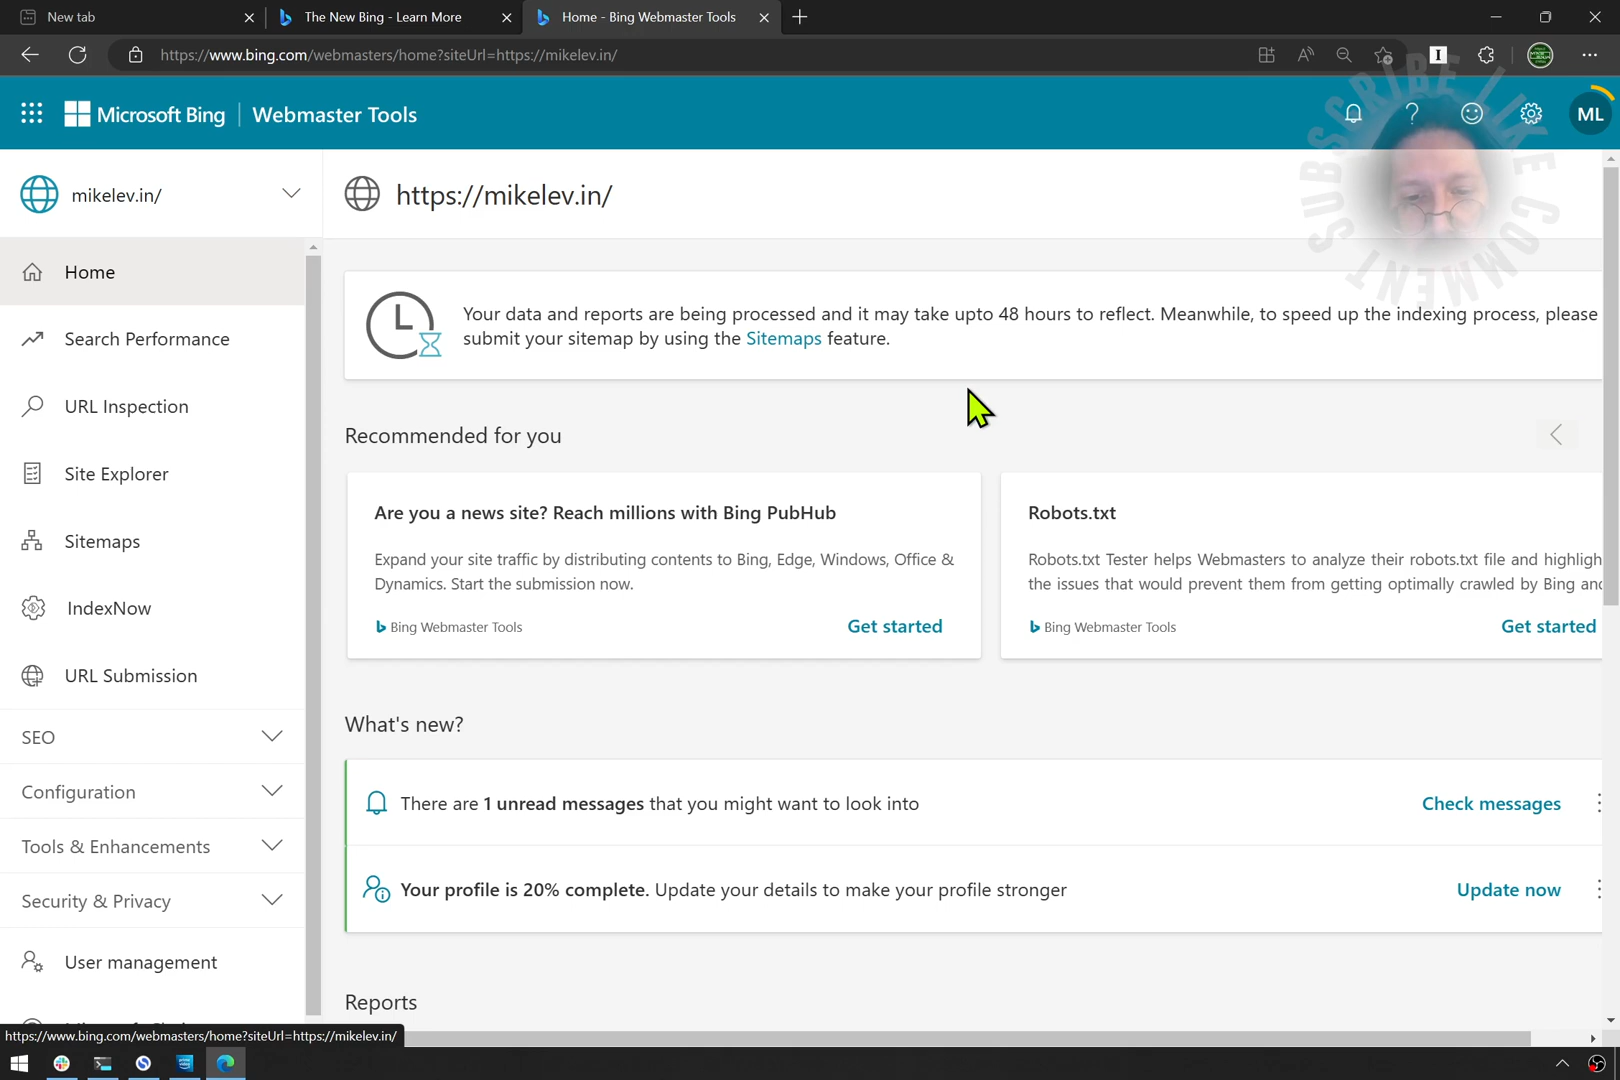 New tab
The New Bing - Learn More
Home - Bing Webmaster Tools
https://www.bing.com/webmasters/home?siteUrl=https://mikelev.in/
Microsoft Bing
Webmaster Tools
ML
SUBSCRIBE LIKE COMMENT
mikelev.in/
https://mikelev.in/
Home
Search Performance
URL Inspection
Site Explorer
Sitemaps
IndexNow
URL Submission
SEO
Configuration
Tools & Enhancements
Security & Privacy
User management
Your data and reports are being processed and it may take upto 48 hours to reflect. Meanwhile, to speed up the indexing process, please
submit your sitemap by using the Sitemaps feature.
Recommended for you
Are you a news site? Reach millions with Bing PubHub
Expand your site traffic by distributing contents to Bing, Edge, Windows, Office &
Dynamics. Start the submission now.
Bing Webmaster Tools
Get started
Robots.txt
Robots.txt Tester helps Webmasters to analyze their robots.txt file and highligh
the issues that would prevent them from getting optimally crawled by Bing and
Bing Webmaster Tools
Get started
What's new?
There are 1 unread messages that you might want to look into
Check messages
Your profile is 20% complete. Update your details to make your profile stronger
Update now
Reports
https://www.bing.com/webmasters/home?siteUrl=https://mikelev.in/